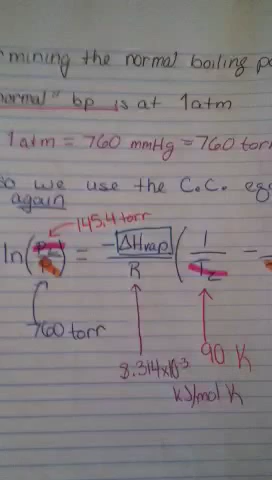 mining the normal boiling po
normal" bp is at 1atm
1atm = 760 mmHg = 760 torr
so we use the C.C. eq
again
145.4 torr
ln( ) = -ΔHvap/R (1/T2 -
760 torr
8.314x10⁻³
kJ/mol K
90 K